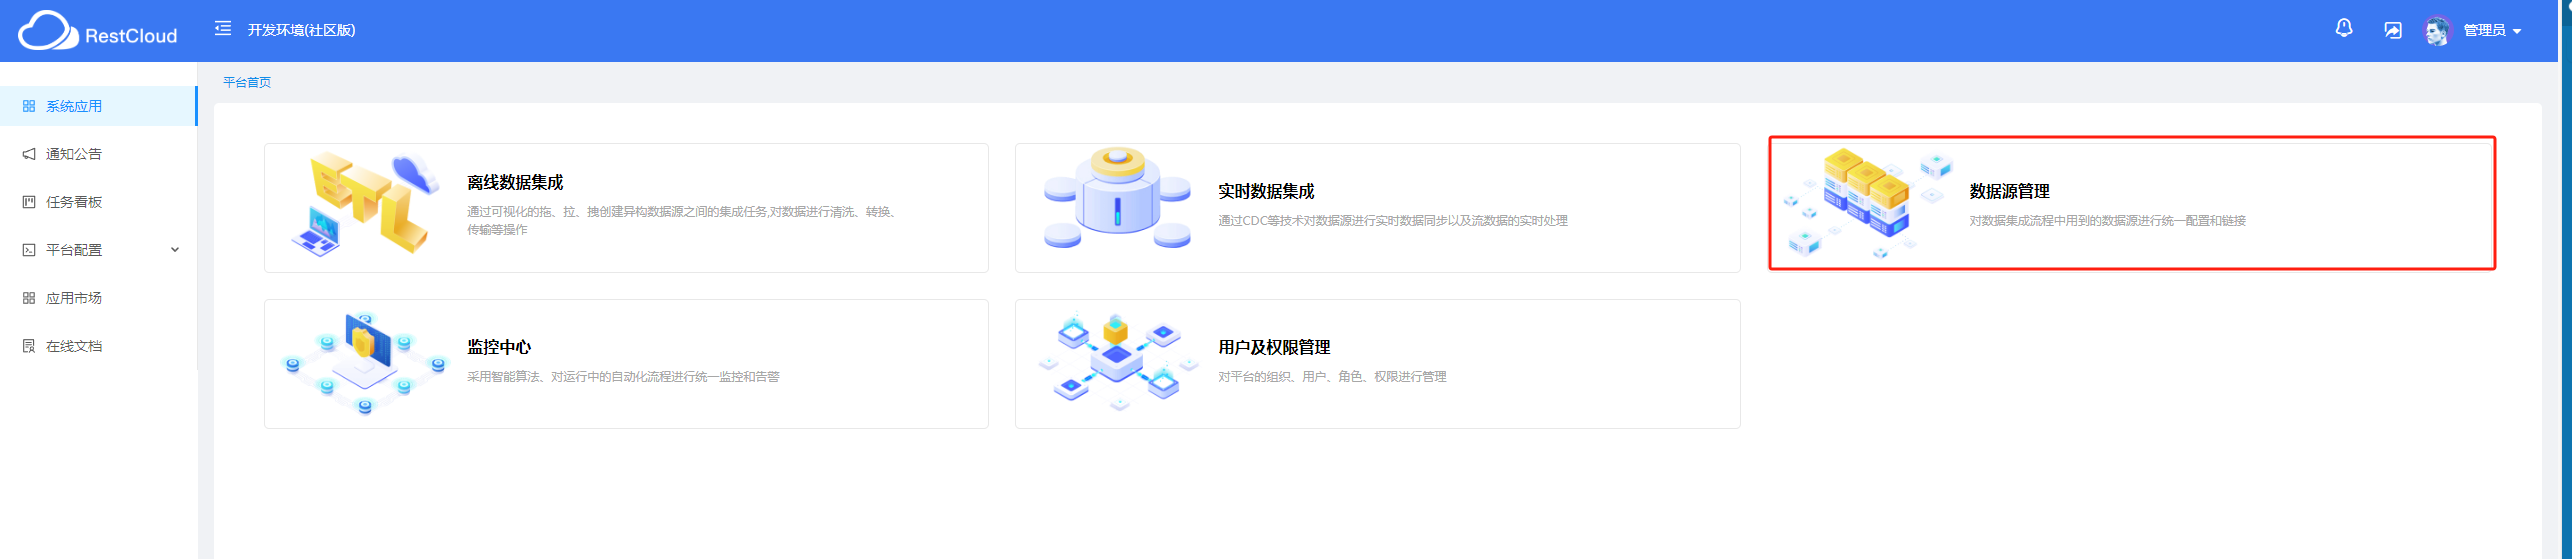 RestCloud
开发环境(社区版)
管理员
系统应用
通知公告
任务看板
平台配置
应用市场
在线文档
平台首页
离线数据集成
通过可视化的拖、拉、拽创建异构数据源之间的集成任务,对数据进行清洗、转换、
传输等操作
实时数据集成
通过CDC等技术对数据源进行实时数据同步以及流数据的实时处理
数据源管理
对数据集成流程中用到的数据源进行统一配置和链接
监控中心
采用智能算法、对运行中的自动化流程进行统一监控和告警
用户及权限管理
对平台的组织、用户、角色、权限进行管理